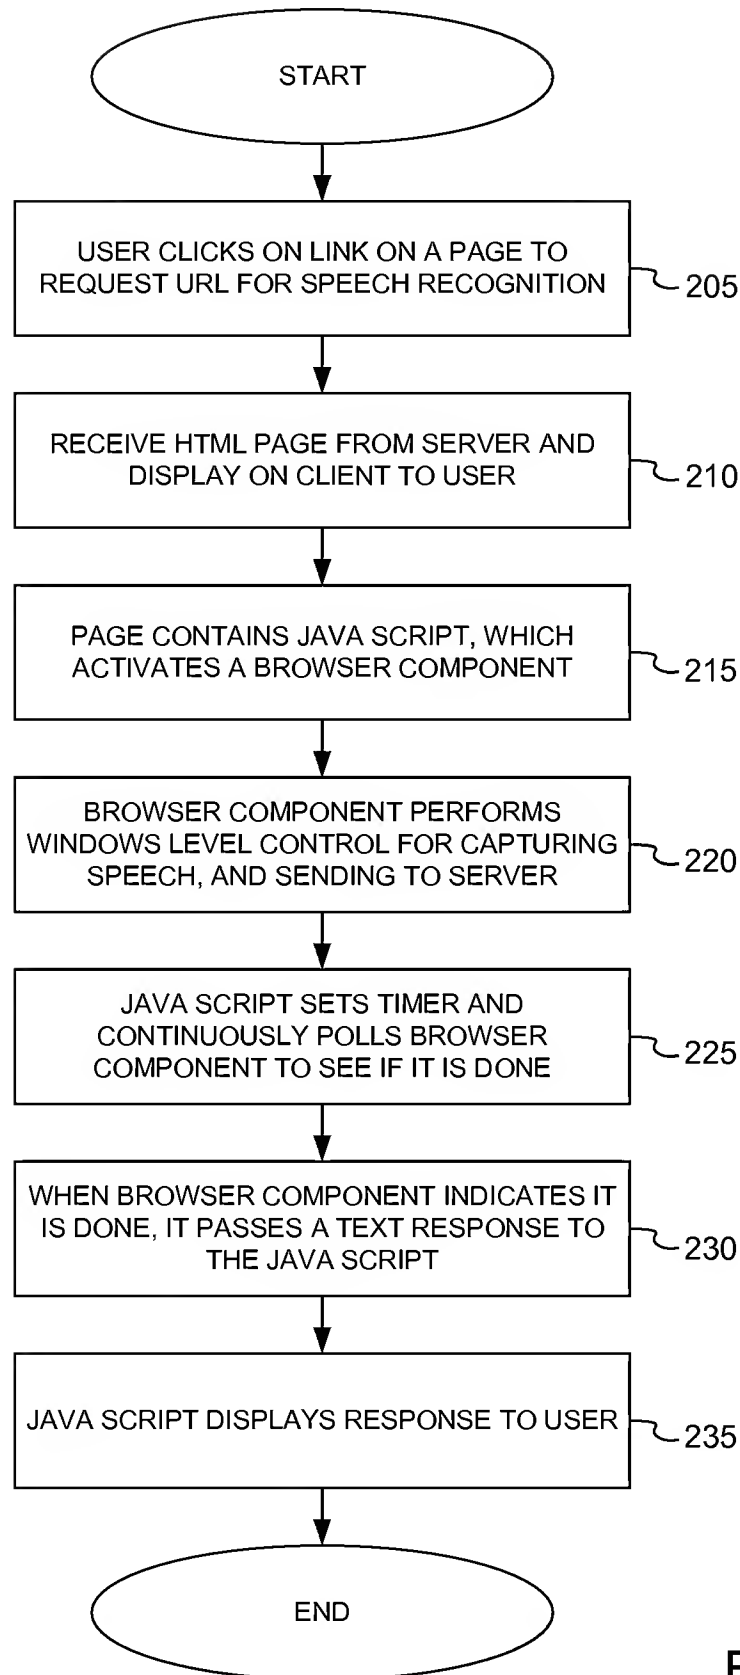 START
USER CLICKS ON LINK ON A PAGE TO
REQUEST URL FOR SPEECH RECOGNITION
205
RECEIVE HTML PAGE FROM SERVER AND
DISPLAY ON CLIENT TO USER
210
PAGE CONTAINS JAVA SCRIPT, WHICH
ACTIVATES A BROWSER COMPONENT
215
BROWSER COMPONENT PERFORMS
WINDOWS LEVEL CONTROL FOR CAPTURING
SPEECH, AND SENDING TO SERVER
220
JAVA SCRIPT SETS TIMER AND
CONTINUOUSLY POLLS BROWSER
COMPONENT TO SEE IF IT IS DONE
225
WHEN BROWSER COMPONENT INDICATES IT
IS DONE, IT PASSES A TEXT RESPONSE TO
THE JAVA SCRIPT
230
JAVA SCRIPT DISPLAYS RESPONSE TO USER
235
END